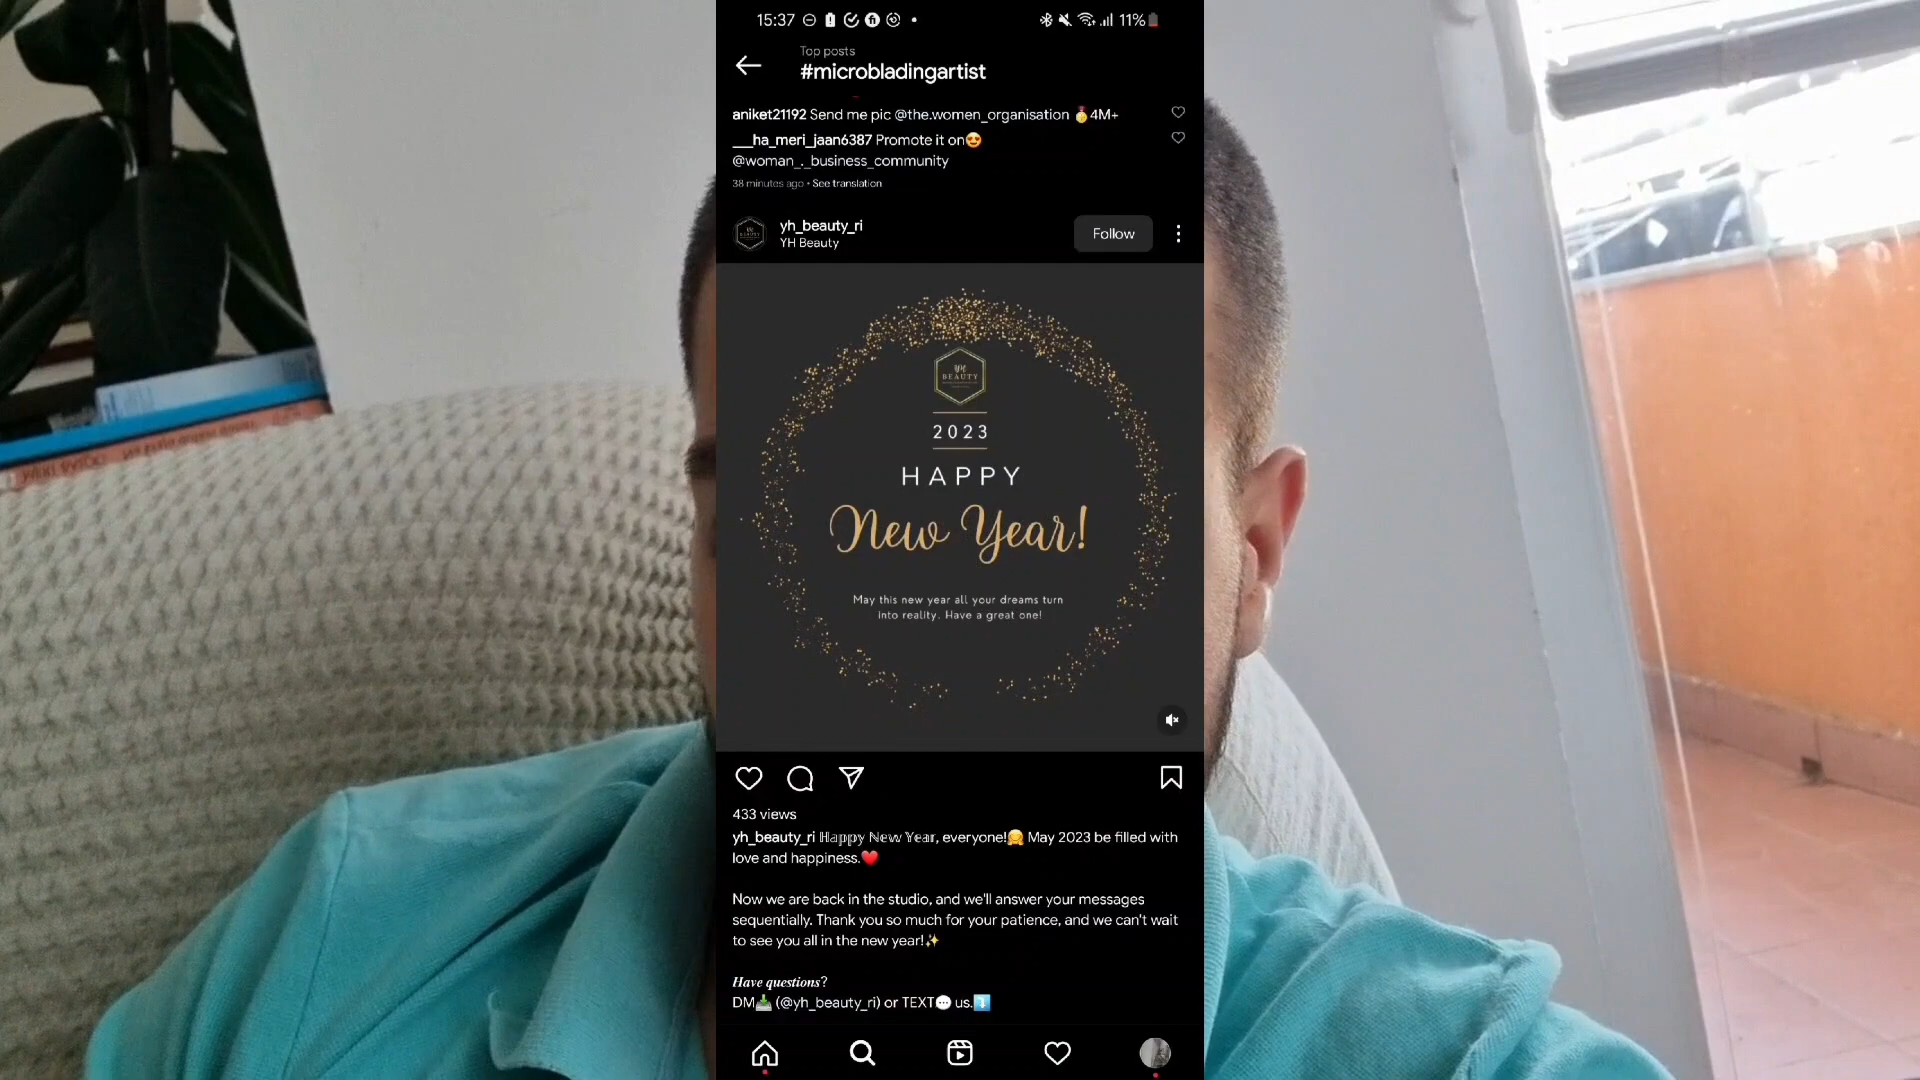 15:37 11%
Top posts
#microbladingartist
aniket21192 Send me pic @the.women_organisation 🏅4M+
___ha_meri_jaan6387 Promote it on😍
@woman_._business_community
38 minutes ago • See translation
yh_beauty_ri
YH Beauty
Follow
BEAUTY
2023
HAPPY
New Year!
May this new year all your dreams turn
into reality. Have a great one!
433 views
yh_beauty_ri ℍ𝕒𝕡𝕡𝕪 ℕ𝕖𝕨 𝕐𝕖𝕒𝕣, everyone!🤗 May 2023 be filled with
love and happiness.❤️
Now we are back in the studio, and we'll answer your messages
sequentially. Thank you so much for your patience, and we can't wait
to see you all in the new year!✨
𝑯𝒂𝒗𝒆 𝒒𝒖𝒆𝒔𝒕𝒊𝒐𝒏𝒔?
DM📥 (@yh_beauty_ri) or TEXT💬 us.⤵️